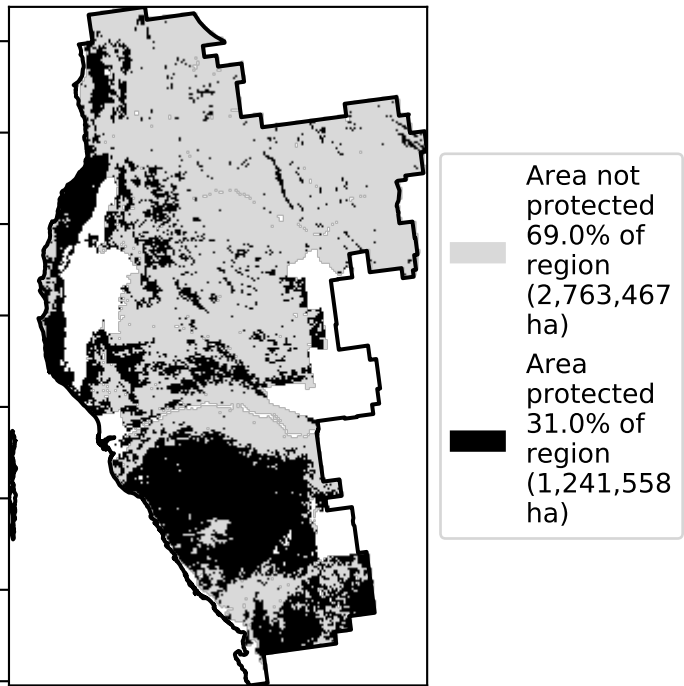 Area not
protected
69.0% of
region
(2,763,467
ha)
Area
protected
31.0% of
region
(1,241,558
ha)